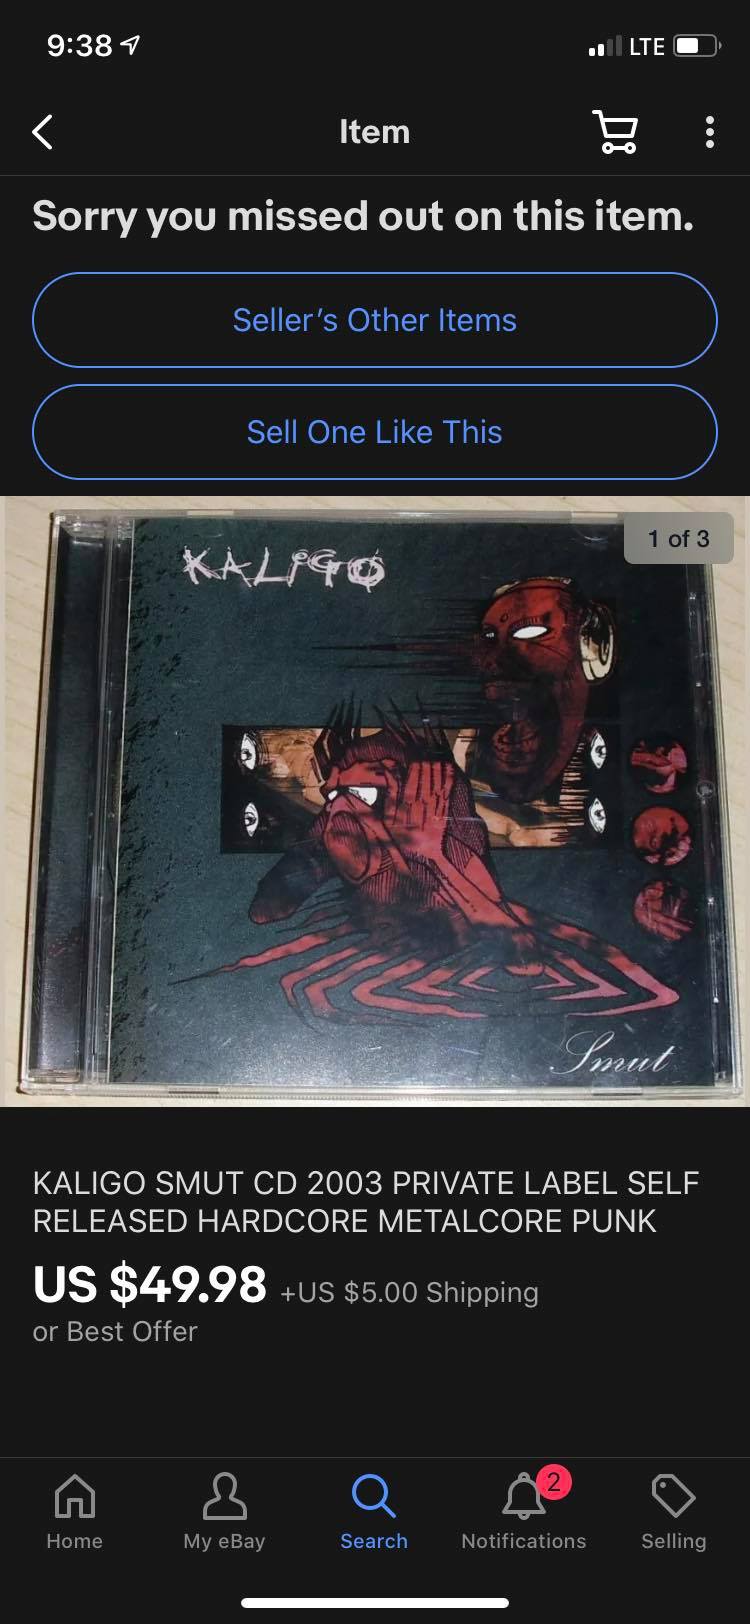 9:38
LTE
Item
Sorry you missed out on this item.
Seller's Other Items
Sell One Like This
1 of 3
KALIGO
Smut
KALIGO SMUT CD 2003 PRIVATE LABEL SELF
RELEASED HARDCORE METALCORE PUNK
US $49.98 +US $5.00 Shipping
or Best Offer
2
Home
My eBay
Search
Notifications
Selling